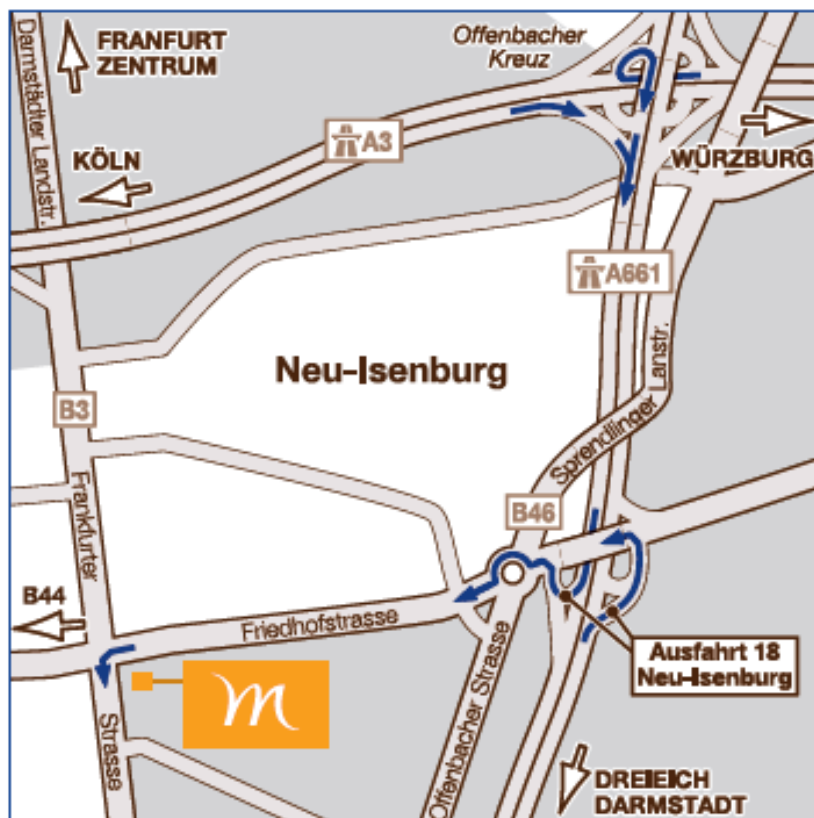 Darmstädter Landstr.
FRANFURT
ZENTRUM
Offenbacher
Kreuz
A3
KÖLN
WÜRZBURG
A661
Neu-Isenburg
Sprendlinger Lanstr.
B3
Frankfurter
B46
B44
Friedhofstrasse
Ausfahrt 18
Neu-Isenburg
m
Strasse
Offenbacher Strasse
DREIEICH
DARMSTADT